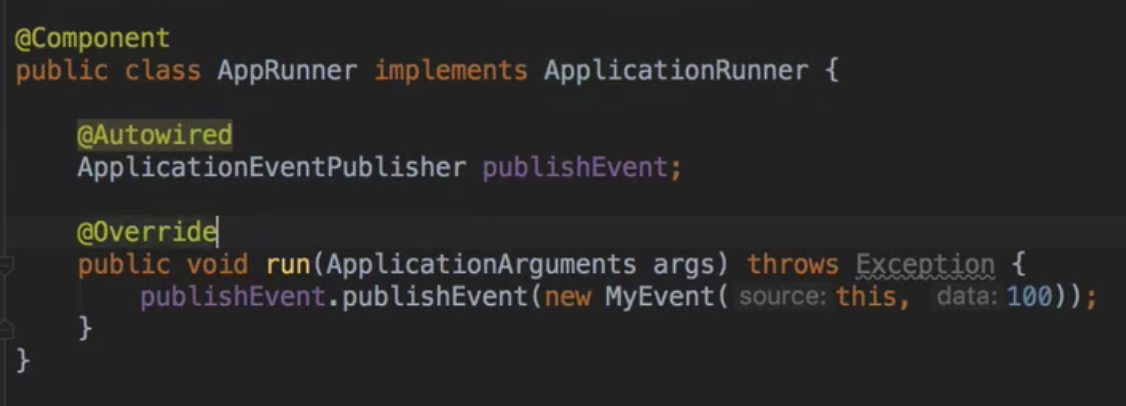 @Component
public class AppRunner implements ApplicationRunner {
@Autowired
ApplicationEventPublisher publishEvent;
@Override
public void run(ApplicationArguments args) throws Exception {
publishEvent.publishEvent(new MyEvent( source: this, data: 100));
}
}